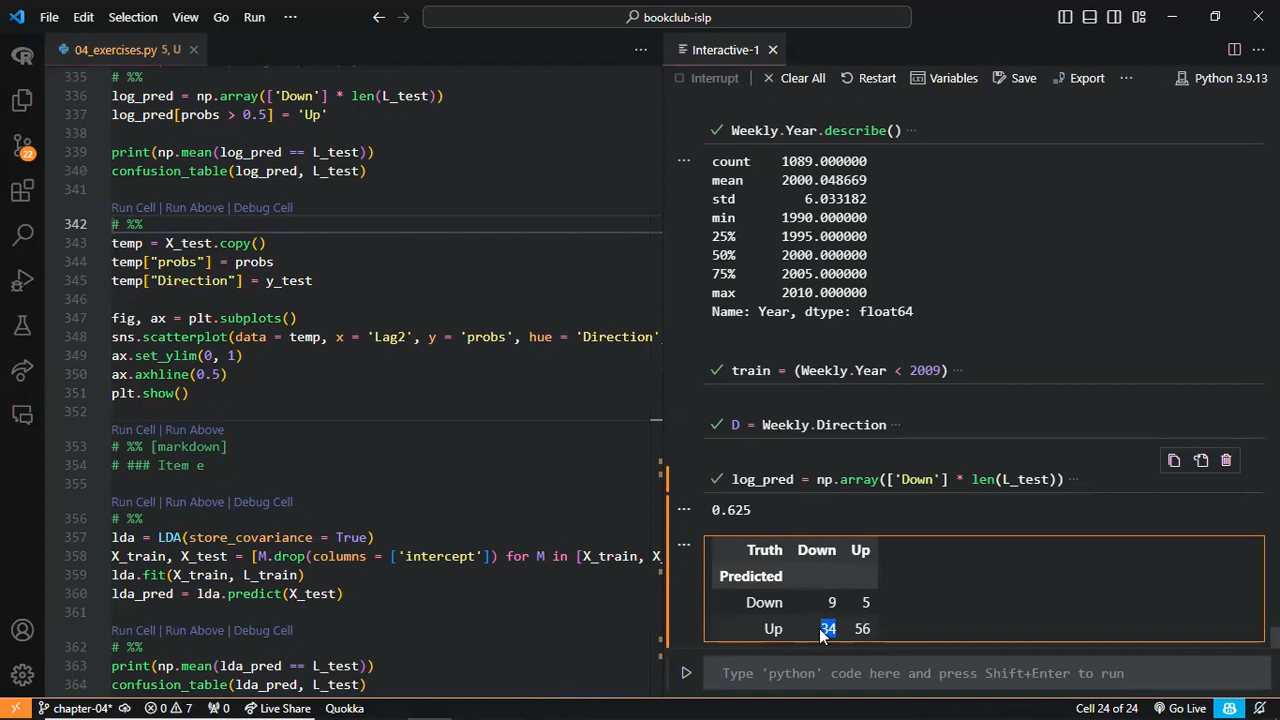 File Edit Selection View Go Run ···
bookclub-islp
04_exercises.py 5, U
335 # %%
336 log_pred = np.array(['Down'] * len(L_test))
337 log_pred[probs > 0.5] = 'Up'
338
339 print(np.mean(log_pred == L_test))
340 confusion_table(log_pred, L_test)
341
Run Cell | Run Above | Debug Cell
342 # %%
343 temp = X_test.copy()
344 temp["probs"] = probs
345 temp["Direction"] = y_test
346
347 fig, ax = plt.subplots()
348 sns.scatterplot(data = temp, x = 'Lag2', y = 'probs', hue = 'Direction',
349 ax.set_ylim(0, 1)
350 ax.axhline(0.5)
351 plt.show()
352
Run Cell | Run Above
353 # %% [markdown]
354 # ### Item e
355
Run Cell | Run Above | Debug Cell
356 # %%
357 lda = LDA(store_covariance = True)
358 X_train, X_test = [M.drop(columns = ['intercept']) for M in [X_train, X_
359 lda.fit(X_train, L_train)
360 lda_pred = lda.predict(X_test)
361
Run Cell | Run Above | Debug Cell
362 # %%
363 print(np.mean(lda_pred == L_test))
364 confusion_table(lda_pred, L_test)
Interactive-1
Interrupt Clear All Restart Variables Save Export ··· Python 3.9.13
Weekly.Year.describe() ···
count 1089.000000
mean 2000.048669
std 6.033182
min 1990.000000
25% 1995.000000
50% 2000.000000
75% 2005.000000
max 2010.000000
Name: Year, dtype: float64
train = (Weekly.Year < 2009) ···
D = Weekly.Direction ···
log_pred = np.array(['Down'] * len(L_test)) ···
0.625
Truth Down Up
Predicted
Down 9 5
Up 34 56
Type 'python' code here and press Shift+Enter to run
22
chapter-04* 0 7 0 Live Share Quokka Cell 24 of 24 Go Live